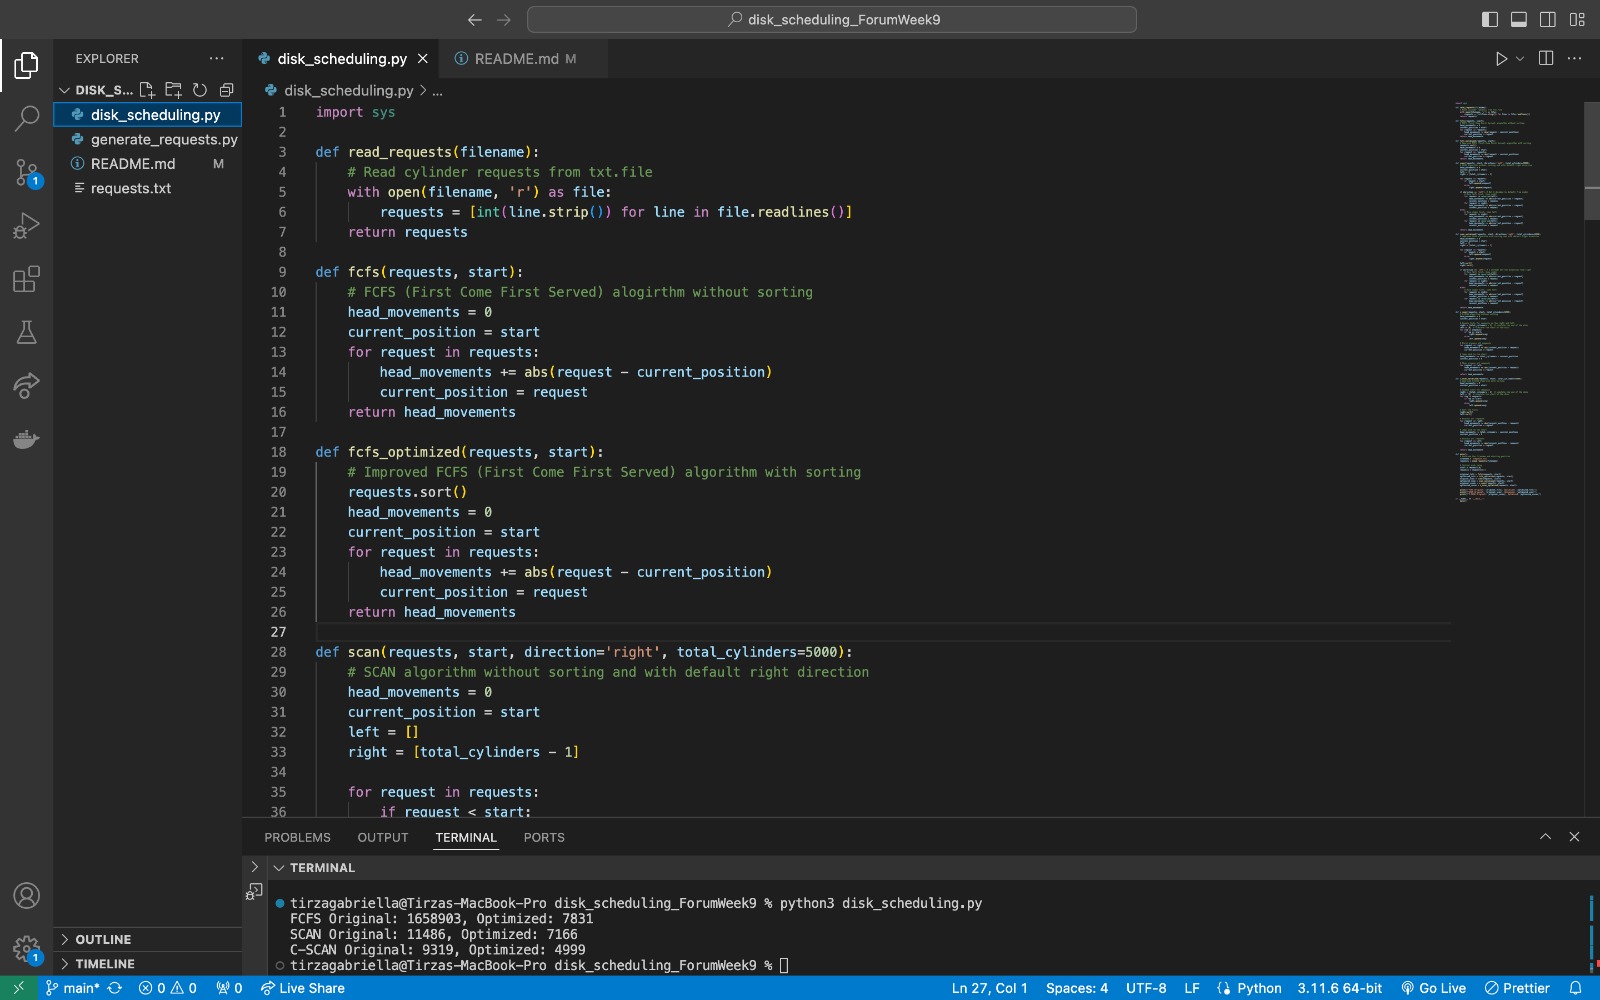 disk_scheduling_ForumWeek9
EXPLORER
DISK_S...
disk_scheduling.py
generate_requests.py
README.md M
requests.txt
OUTLINE
TIMELINE
disk_scheduling.py
README.md M
disk_scheduling.py > ...
1 import sys
2
3 def read_requests(filename):
4 # Read cylinder requests from txt.file
5 with open(filename, 'r') as file:
6 requests = [int(line.strip()) for line in file.readlines()]
7 return requests
8
9 def fcfs(requests, start):
10 # FCFS (First Come First Served) alogirthm without sorting
11 head_movements = 0
12 current_position = start
13 for request in requests:
14 head_movements += abs(request - current_position)
15 current_position = request
16 return head_movements
17
18 def fcfs_optimized(requests, start):
19 # Improved FCFS (First Come First Served) algorithm with sorting
20 requests.sort()
21 head_movements = 0
22 current_position = start
23 for request in requests:
24 head_movements += abs(request - current_position)
25 current_position = request
26 return head_movements
27
28 def scan(requests, start, direction='right', total_cylinders=5000):
29 # SCAN algorithm without sorting and with default right direction
30 head_movements = 0
31 current_position = start
32 left = []
33 right = [total_cylinders - 1]
34
35 for request in requests:
36 if request < start:
PROBLEMS OUTPUT TERMINAL PORTS
TERMINAL
tirzagabriella@Tirzas-MacBook-Pro disk_scheduling_ForumWeek9 % python3 disk_scheduling.py
FCFS Original: 1658903, Optimized: 7831
SCAN Original: 11486, Optimized: 7166
C-SCAN Original: 9319, Optimized: 4999
tirzagabriella@Tirzas-MacBook-Pro disk_scheduling_ForumWeek9 %
1
1
main* 0 0 0 Live Share Ln 27, Col 1 Spaces: 4 UTF-8 LF Python 3.11.6 64-bit Go Live Prettier